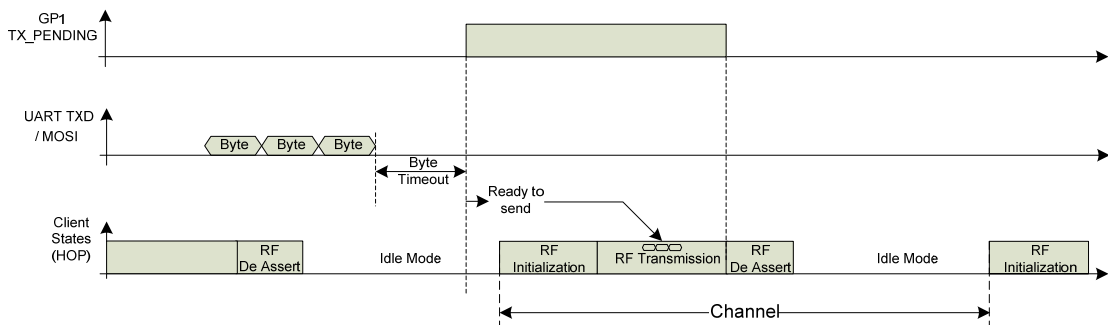 GP1
TX_PENDING
UART TXD
/ MOSI
Byte Byte Byte
Byte
Timeout
Ready to
send
Client
States
(HOP)
RF
De Assert
Idle Mode
RF
Initialization
RF Transmission
RF
De Assert
Idle Mode
RF
Initialization
Channel